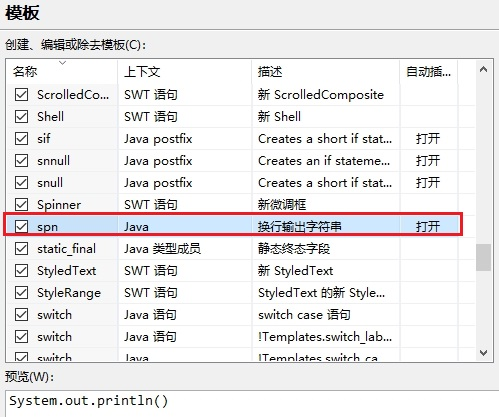 模板
创建、编辑或除去模板(C):
名称 上下文 描述 自动插...
ScrolledCo... SWT 语句 新 ScrolledComposite
Shell SWT 语句 新 Shell
sif Java postfix Creates a short if stat... 打开
snnull Java postfix Creates an if stateme... 打开
snull Java postfix Creates a short if stat... 打开
Spinner SWT 语句 新微调框
spn Java 换行输出字符串 打开
static_final Java 类型成员 静态终态字段
StyledText SWT 语句 新 StyledText
StyleRange SWT 语句 StyledText 的新 Style...
switch Java 语句 switch case 语句
switch Java 语句 !Templates.switch_lab...
switch Java !Templates.switch_ca
预览(W):
System.out.println()